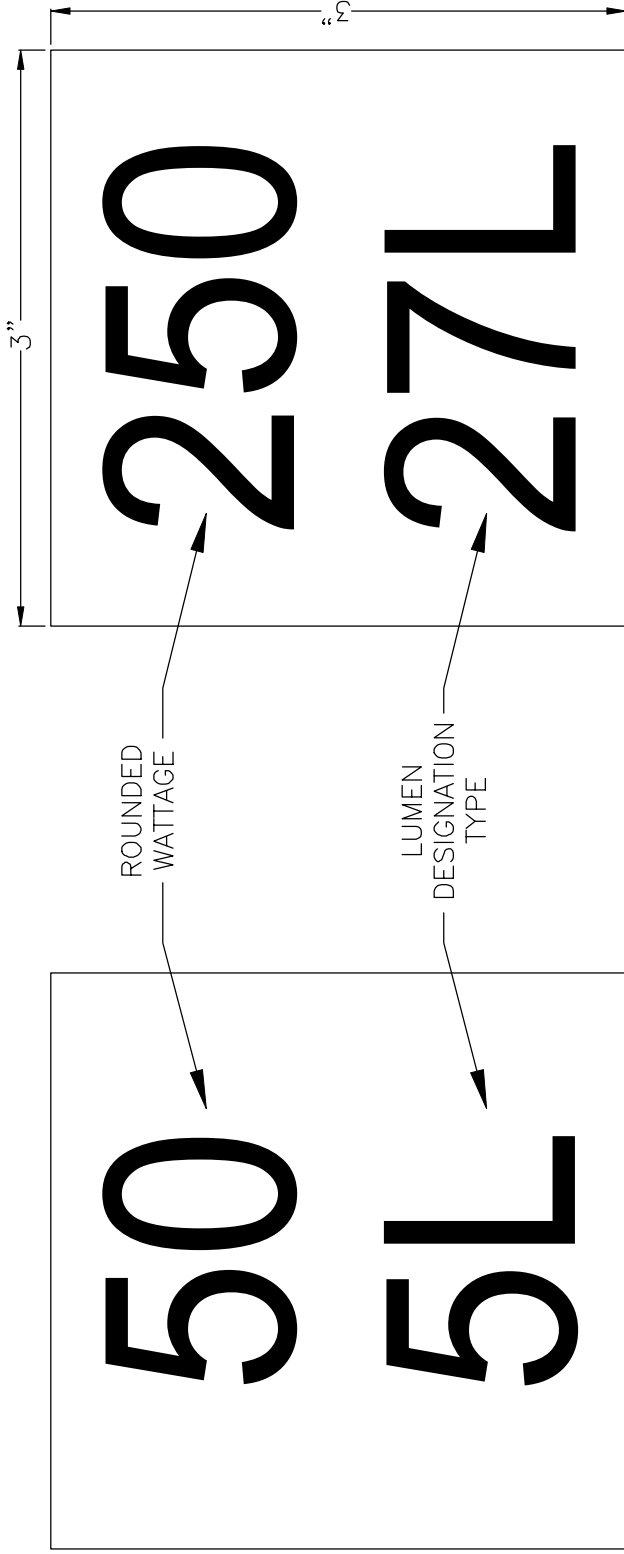 50
5L
ROUNDED
WATTAGE
LUMEN
DESIGNATION
TYPE
3"
3"
250
27L